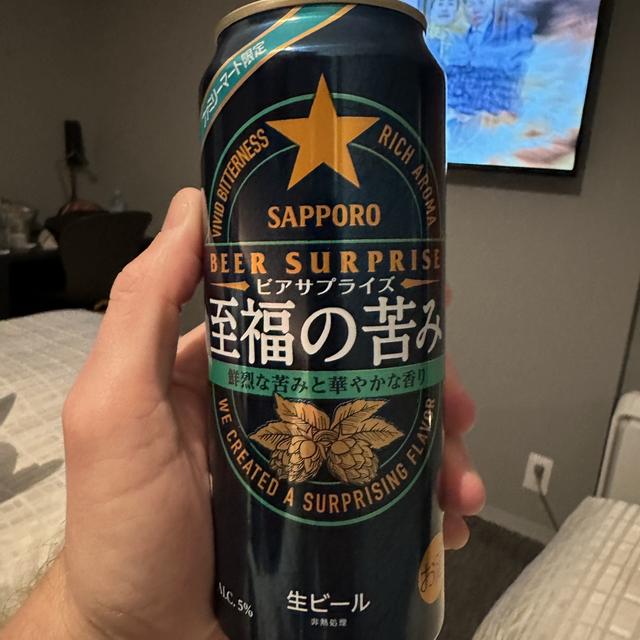 ファミリーマート限定
VIVID BITTERNESS
RICH AROMA
SAPPORO
BEER SURPRISE
ビアサプライズ
至福の苦み
鮮烈な苦みと華やかな香り
WE CREATED A SURPRISING FLAVOR
ALC. 5%
生ビール
非熱処理